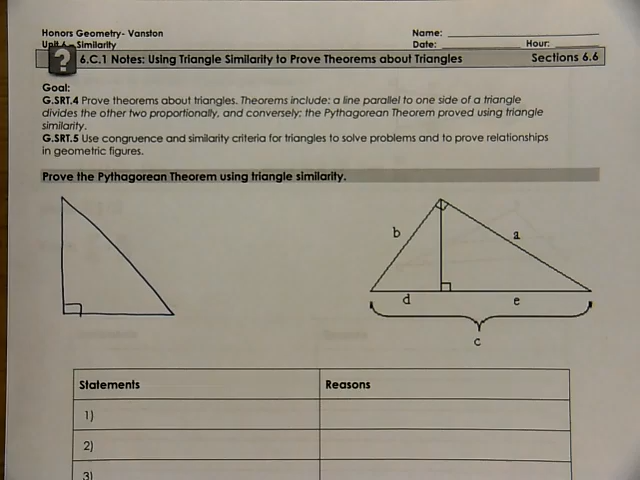 Honors Geometry- Vanston
Name:
Unit 6 - Similarity
Date: Hour:
?
6.C.1 Notes: Using Triangle Similarity to Prove Theorems about Triangles
Sections 6.6
Goal:
G.SRT.4 Prove theorems about triangles. Theorems include: a line parallel to one side of a triangle
divides the other two proportionally, and conversely; the Pythagorean Theorem proved using triangle
similarity.
G.SRT.5 Use congruence and similarity criteria for triangles to solve problems and to prove relationships
in geometric figures.
Prove the Pythagorean Theorem using triangle similarity.
b
a
d
e
c
Statements
Reasons
1)
2)
3)